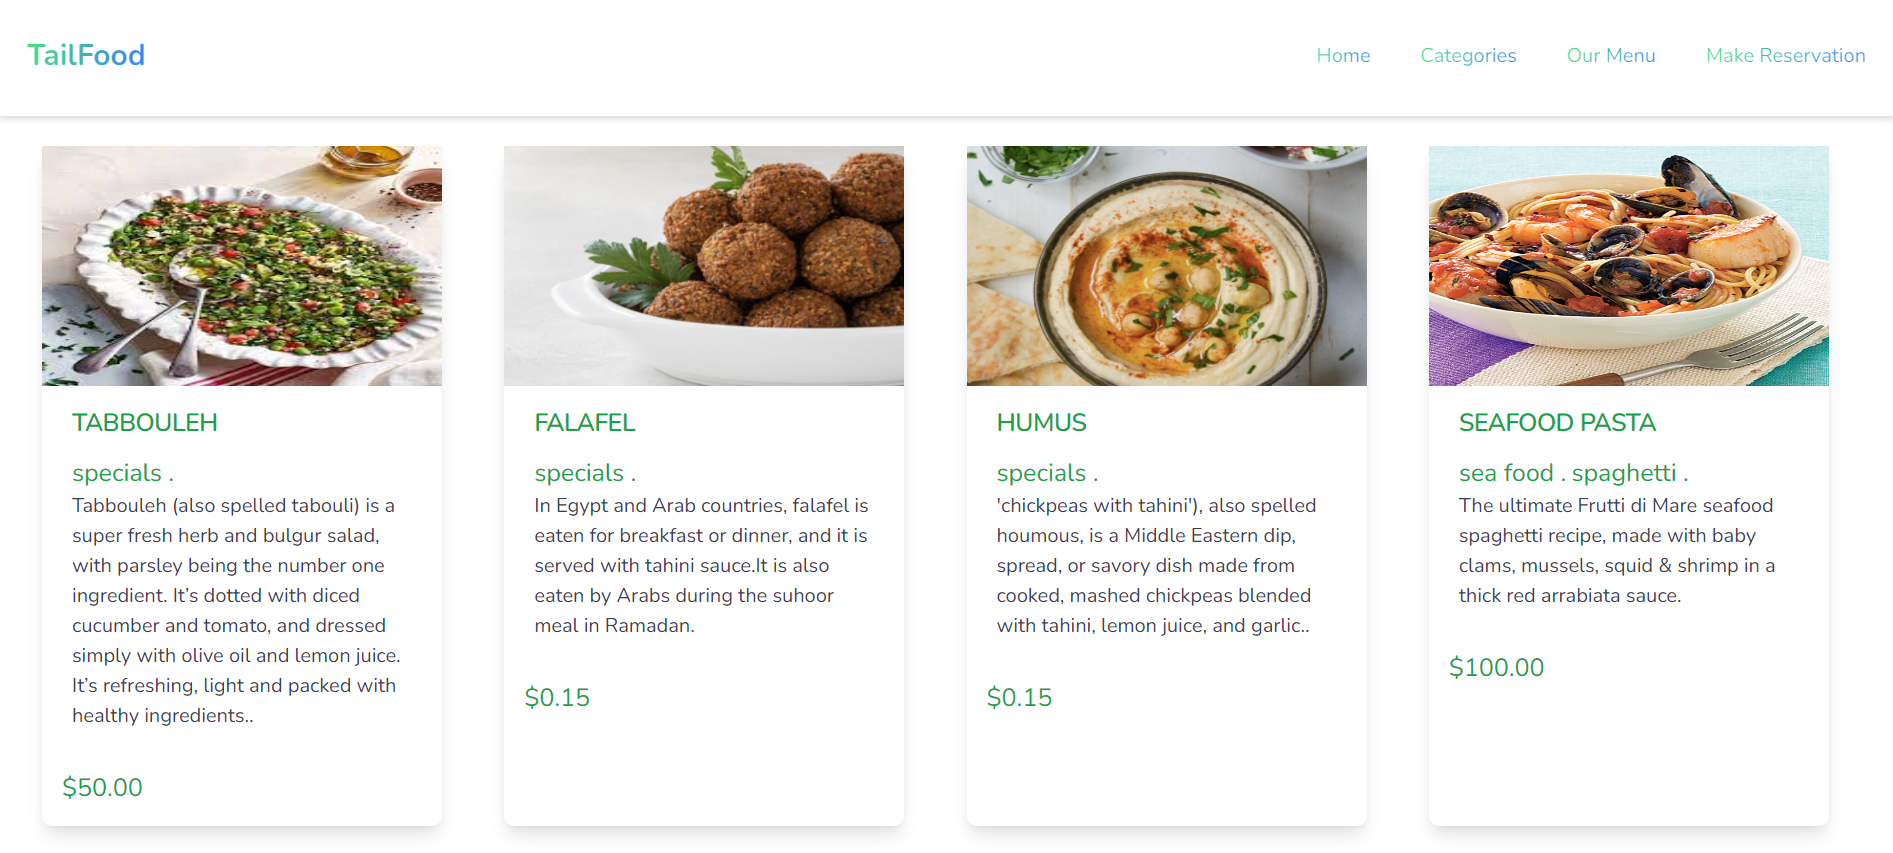 TailFood
Home
Categories
Our Menu
Make Reservation
TABBOULEH
specials .
Tabbouleh (also spelled tabouli) is a
super fresh herb and bulgur salad,
with parsley being the number one
ingredient. It’s dotted with diced
cucumber and tomato, and dressed
simply with olive oil and lemon juice.
It’s refreshing, light and packed with
healthy ingredients..
$50.00
FALAFEL
specials .
In Egypt and Arab countries, falafel is
eaten for breakfast or dinner, and it is
served with tahini sauce.It is also
eaten by Arabs during the suhoor
meal in Ramadan.
$0.15
HUMUS
specials .
'chickpeas with tahini'), also spelled
houmous, is a Middle Eastern dip,
spread, or savory dish made from
cooked, mashed chickpeas blended
with tahini, lemon juice, and garlic..
$0.15
SEAFOOD PASTA
sea food . spaghetti .
The ultimate Frutti di Mare seafood
spaghetti recipe, made with baby
clams, mussels, squid & shrimp in a
thick red arrabiata sauce.
$100.00